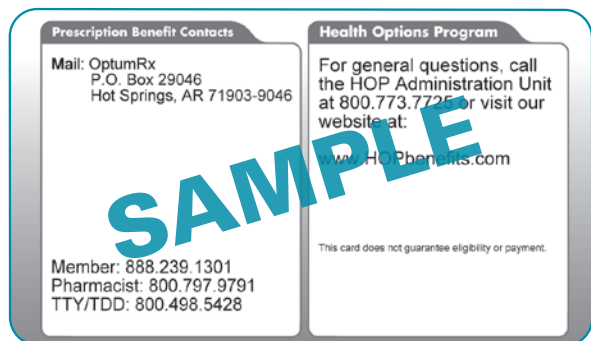 Prescription Benefit Contacts
Mail: OptumRx
P.O. Box 29046
Hot Springs, AR 71903-9046
Member: 888.239.1301
Pharmacist: 800.797.9791
TTY/TDD: 800.498.5428
Health Options Program
For general questions, call
the HOP Administration Unit
at 800.773.7725 or visit our
website at:
www.HOPbenefits.com
This card does not guarantee eligibility or payment.
SAMPLE